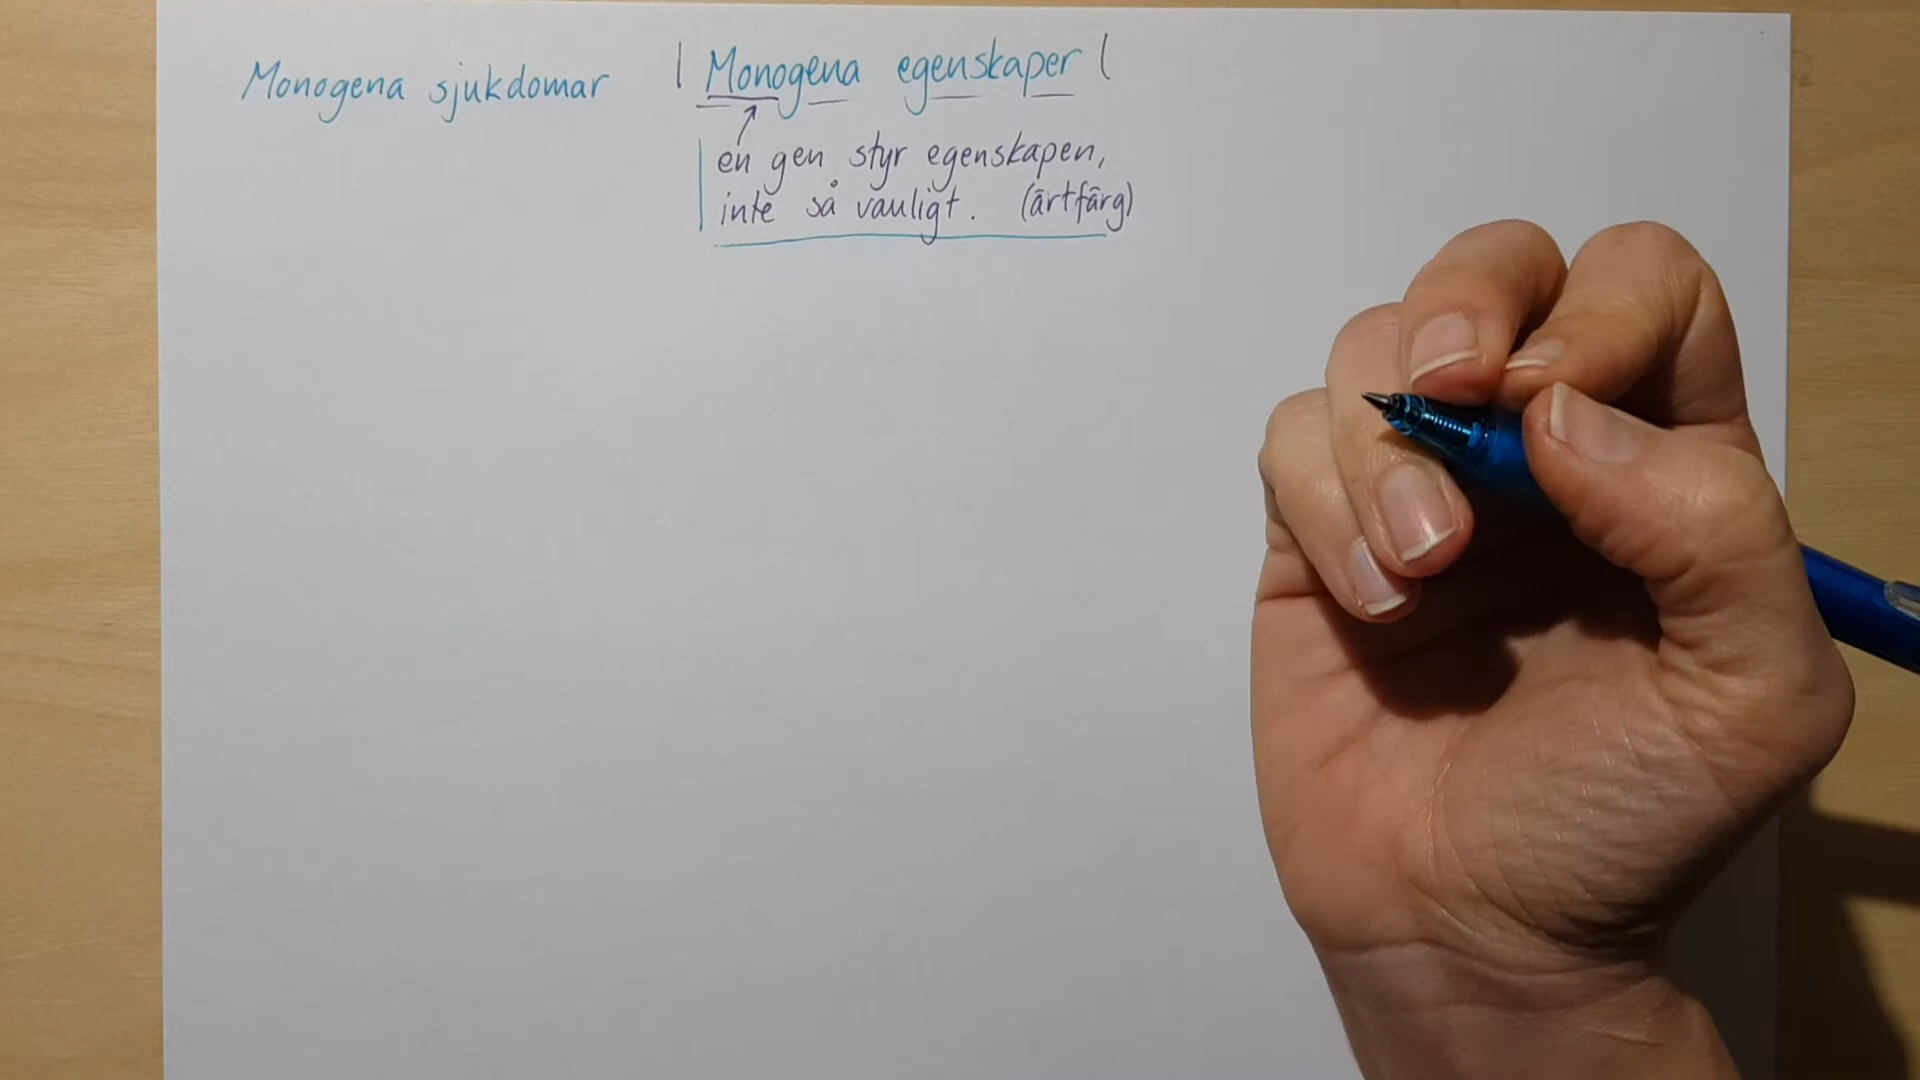 Monogena sjukdomar
Monogena egenskaper
en gen styr egenskapen,
inte så vanligt. (ärtfärg)